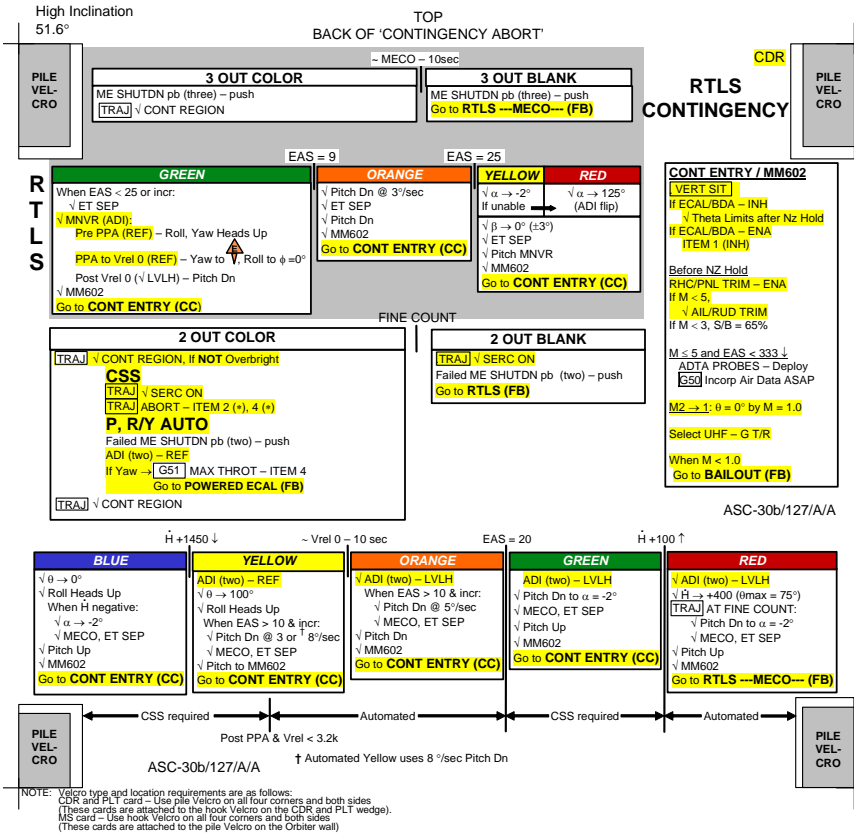 High Inclination
51.6°
TOP
BACK OF 'CONTINGENCY ABORT'
PILE
VEL-
CRO
~ MECO – 10sec
CDR
PILE
VEL-
CRO
3 OUT COLOR
ME SHUTDN pb (three) – push
TRAJ √ CONT REGION
3 OUT BLANK
ME SHUTDN pb (three) – push
Go to RTLS ---MECO--- (FB)
RTLS
CONTINGENCY
R
T
L
S
EAS = 9
EAS = 25
GREEN
When EAS < 25 or incr:
√ ET SEP
√ MNVR (ADI):
Pre PPA (REF) – Roll, Yaw Heads Up
PPA to Vrel 0 (REF) – Yaw to E, Roll to ϕ =0°
Post Vrel 0 (√ LVLH) – Pitch Dn
√ MM602
Go to CONT ENTRY (CC)
ORANGE
√ Pitch Dn @ 3°/sec
√ ET SEP
√ Pitch Dn
√ MM602
Go to CONT ENTRY (CC)
YELLOW RED
√ α → -2° √ α → 125°
If unable → (ADI flip)
√ β → 0° (±3°)
√ ET SEP
√ Pitch MNVR
√ MM602
Go to CONT ENTRY (CC)
CONT ENTRY / MM602
VERT SIT
If ECAL/BDA – INH
√ Theta Limits after Nz Hold
If ECAL/BDA – ENA
ITEM 1 (INH)
Before NZ Hold
RHC/PNL TRIM – ENA
If M < 5,
√ AIL/RUD TRIM
If M < 3, S/B = 65%
M ≤ 5 and EAS < 333 ↓
ADTA PROBES – Deploy
G50 Incorp Air Data ASAP
M2 → 1: θ = 0° by M = 1.0
Select UHF – G T/R
When M < 1.0
Go to BAILOUT (FB)
FINE COUNT
2 OUT COLOR
TRAJ √ CONT REGION, If NOT Overbright
CSS
TRAJ √ SERC ON
TRAJ ABORT – ITEM 2 (*), 4 (*)
P, R/Y AUTO
Failed ME SHUTDN pb (two) – push
ADI (two) – REF
If Yaw → G51 MAX THROT – ITEM 4
Go to POWERED ECAL (FB)
TRAJ √ CONT REGION
2 OUT BLANK
TRAJ √ SERC ON
Failed ME SHUTDN pb (two) – push
Go to RTLS (FB)
ASC-30b/127/A/A
Ḣ +1450 ↓
~ Vrel 0 – 10 sec
EAS = 20
Ḣ +100 ↑
BLUE
√ θ → 0°
√ Roll Heads Up
When Ḣ negative:
√ α → -2°
√ MECO, ET SEP
√ Pitch Up
√ MM602
Go to CONT ENTRY (CC)
YELLOW
ADI (two) – REF
√ θ → 100°
√ Roll Heads Up
When EAS > 10 & incr:
√ Pitch Dn @ 3 or † 8°/sec
√ MECO, ET SEP
√ Pitch to MM602
Go to CONT ENTRY (CC)
ORANGE
√ ADI (two) – LVLH
When EAS > 10 & incr:
√ Pitch Dn @ 5°/sec
√ MECO, ET SEP
√ Pitch Dn
√ MM602
Go to CONT ENTRY (CC)
GREEN
ADI (two) – LVLH
√ Pitch Dn to α = -2°
√ MECO, ET SEP
√ Pitch Up
√ MM602
Go to CONT ENTRY (CC)
RED
√ ADI (two) – LVLH
√ Ḣ → +400 (θmax = 75°)
TRAJ AT FINE COUNT:
√ Pitch Dn to α = -2°
√ MECO, ET SEP
√ Pitch Up
√ MM602
Go to RTLS ---MECO--- (FB)
PILE
VEL-
CRO
CSS required
Automated
CSS required
Automated
PILE
VEL-
CRO
Post PPA & Vrel < 3.2k
ASC-30b/127/A/A
† Automated Yellow uses 8 °/sec Pitch Dn
NOTE: Velcro type and location requirements are as follows:
CDR and PLT card – Use pile Velcro on all four corners and both sides
(These cards are attached to the hook Velcro on the CDR and PLT wedge).
MS card – Use hook Velcro on all four corners and both sides
(These cards are attached to the pile Velcro on the Orbiter wall)